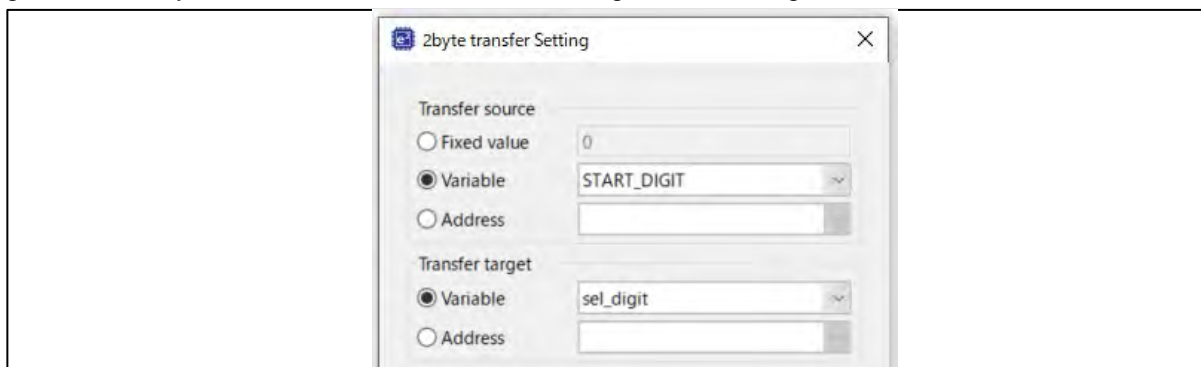 2byte transfer Setting
Transfer source
Fixed value 0
Variable START_DIGIT
Address
Transfer target
Variable sel_digit
Address